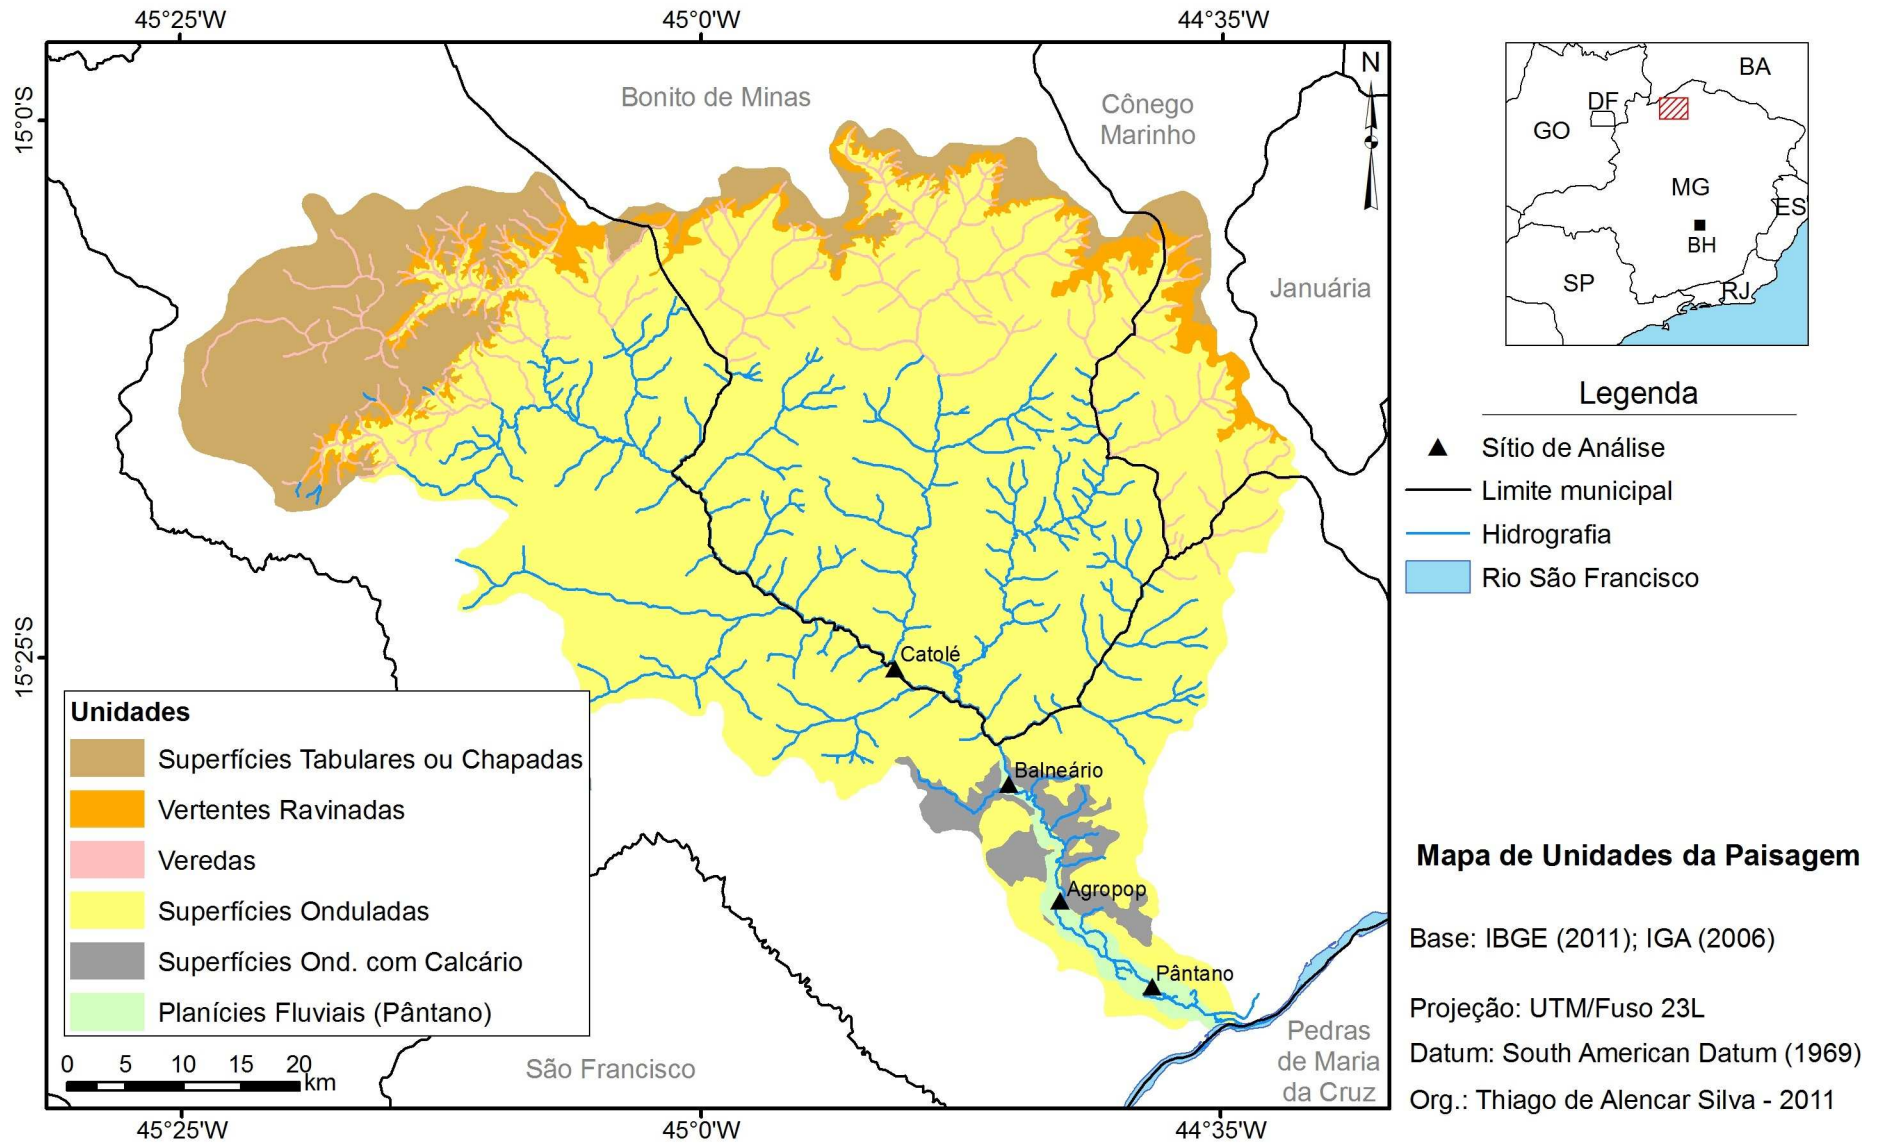 45°25'W
45°0'W
44°35'W
15°0'S
15°25'S
Bonito de Minas
Cônego
Marinho
Januária
N
Catolé
Balneário
Agropop
Pântano
São Francisco
Pedras
de Maria
da Cruz
Unidades
Superfícies Tabulares ou Chapadas
Vertentes Ravinadas
Veredas
Superfícies Onduladas
Superfícies Ond. com Calcário
Planícies Fluviais (Pântano)
0 5 10 15 20
km
45°25'W
45°0'W
44°35'W
BA
DF
GO
MG
ES
BH
SP
RJ
Legenda
Sítio de Análise
Limite municipal
Hidrografia
Rio São Francisco
Mapa de Unidades da Paisagem
Base: IBGE (2011); IGA (2006)
Projeção: UTM/Fuso 23L
Datum: South American Datum (1969)
Org.: Thiago de Alencar Silva - 2011